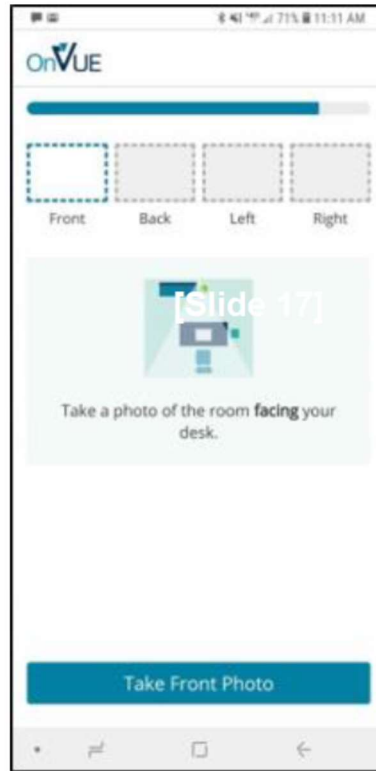 71% 11:11 AM
OnVUE
Front Back Left Right
[Slide 17]
Take a photo of the room facing your
desk.
Take Front Photo